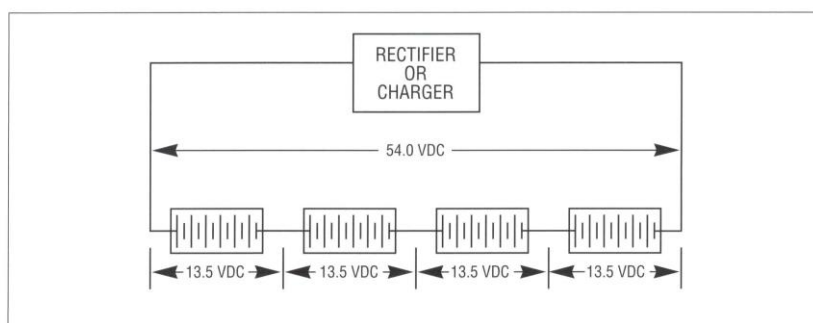 RECTIFIER
OR
CHARGER
54.0 VDC
13.5 VDC 13.5 VDC 13.5 VDC 13.5 VDC